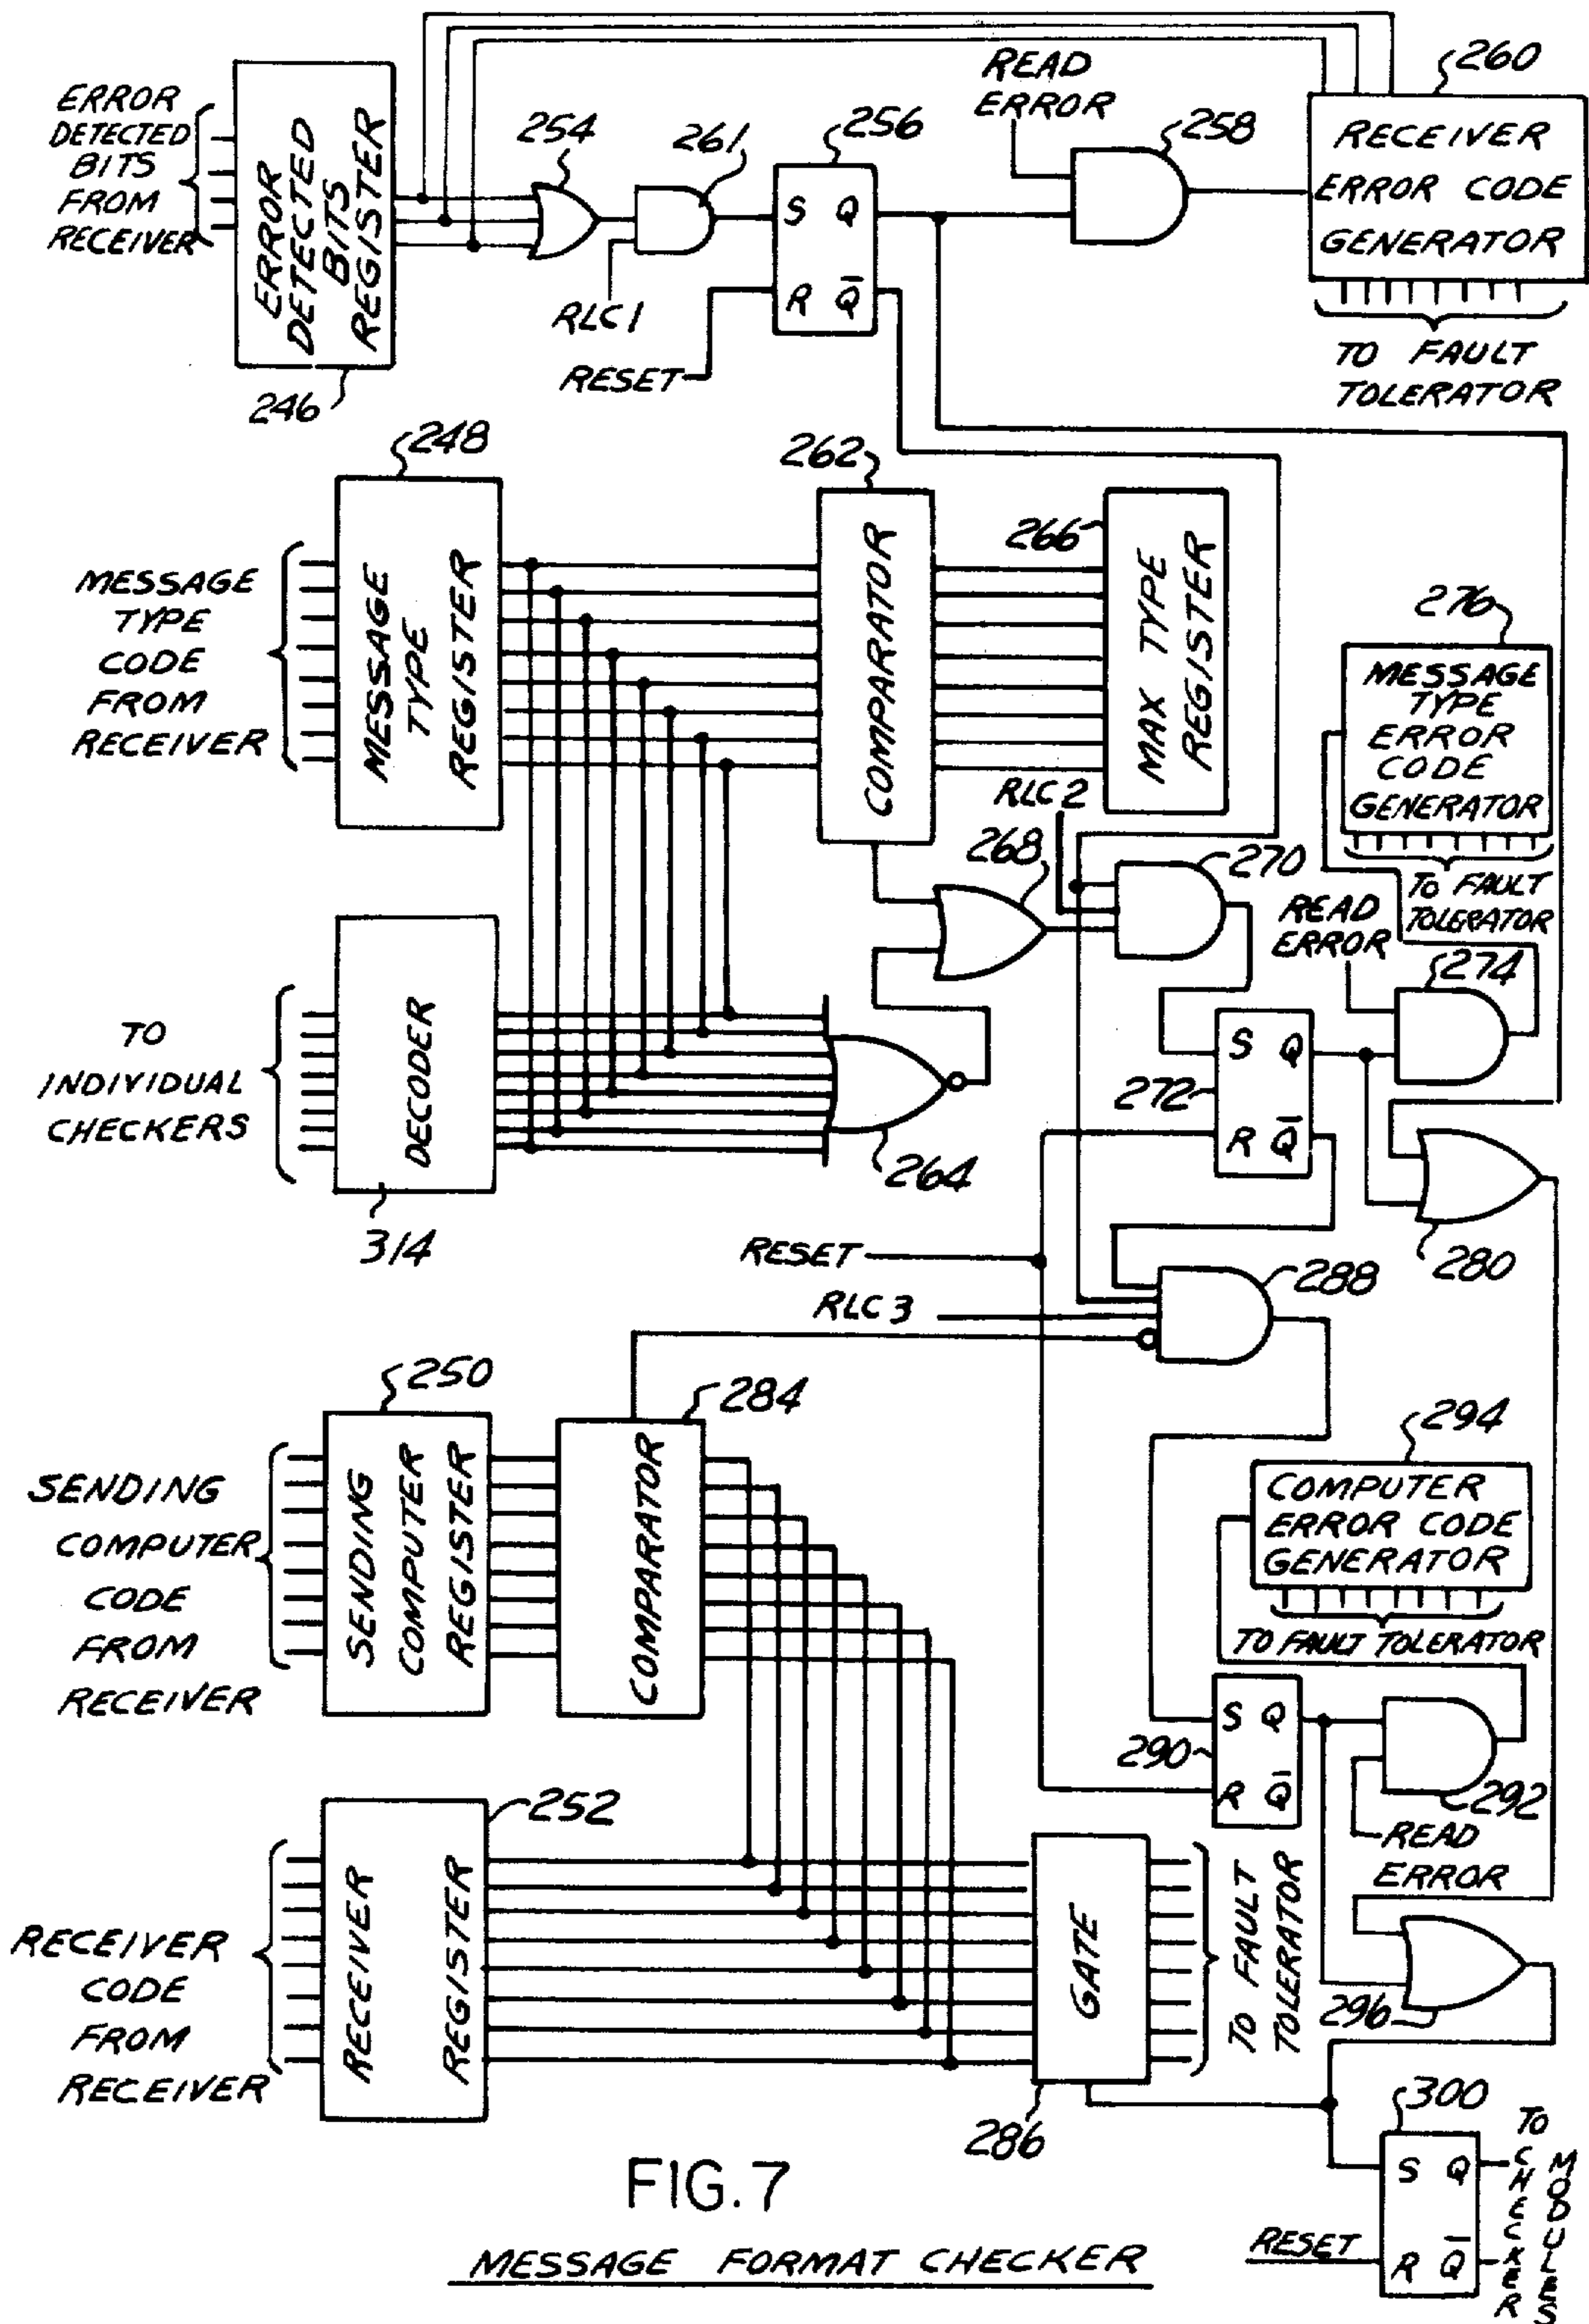 ERROR
DETECTED
BITS
FROM
RECEIVER
ERROR
DETECTED
BITS
REGISTER
246
254
RLC1
261
RESET
256
S Q
R Q̅
READ
ERROR
258
260
RECEIVER
ERROR CODE
GENERATOR
TO FAULT
TOLERATOR
MESSAGE
TYPE
CODE
FROM
RECEIVER
248
MESSAGE
TYPE
REGISTER
262
COMPARATOR
266
MAX TYPE
REGISTER
276
MESSAGE
TYPE
ERROR
CODE
GENERATOR
TO FAULT
TOLERATOR
RLC2
268
270
READ
ERROR
274
TO
INDIVIDUAL
CHECKERS
DECODER
314
264
272
S Q
R Q̅
280
RESET
RLC3
288
SENDING
COMPUTER
CODE
FROM
RECEIVER
250
SENDING
COMPUTER
REGISTER
284
COMPARATOR
294
COMPUTER
ERROR CODE
GENERATOR
TO FAULT TOLERATOR
290
S Q
R Q̅
292
READ
ERROR
RECEIVER
CODE
FROM
RECEIVER
252
RECEIVER
REGISTER
GATE
286
TO FAULT
TOLERATOR
296
300
S Q
R Q̅
RESET
TO
CHECKER
MODULES
FIG.7
MESSAGE FORMAT CHECKER